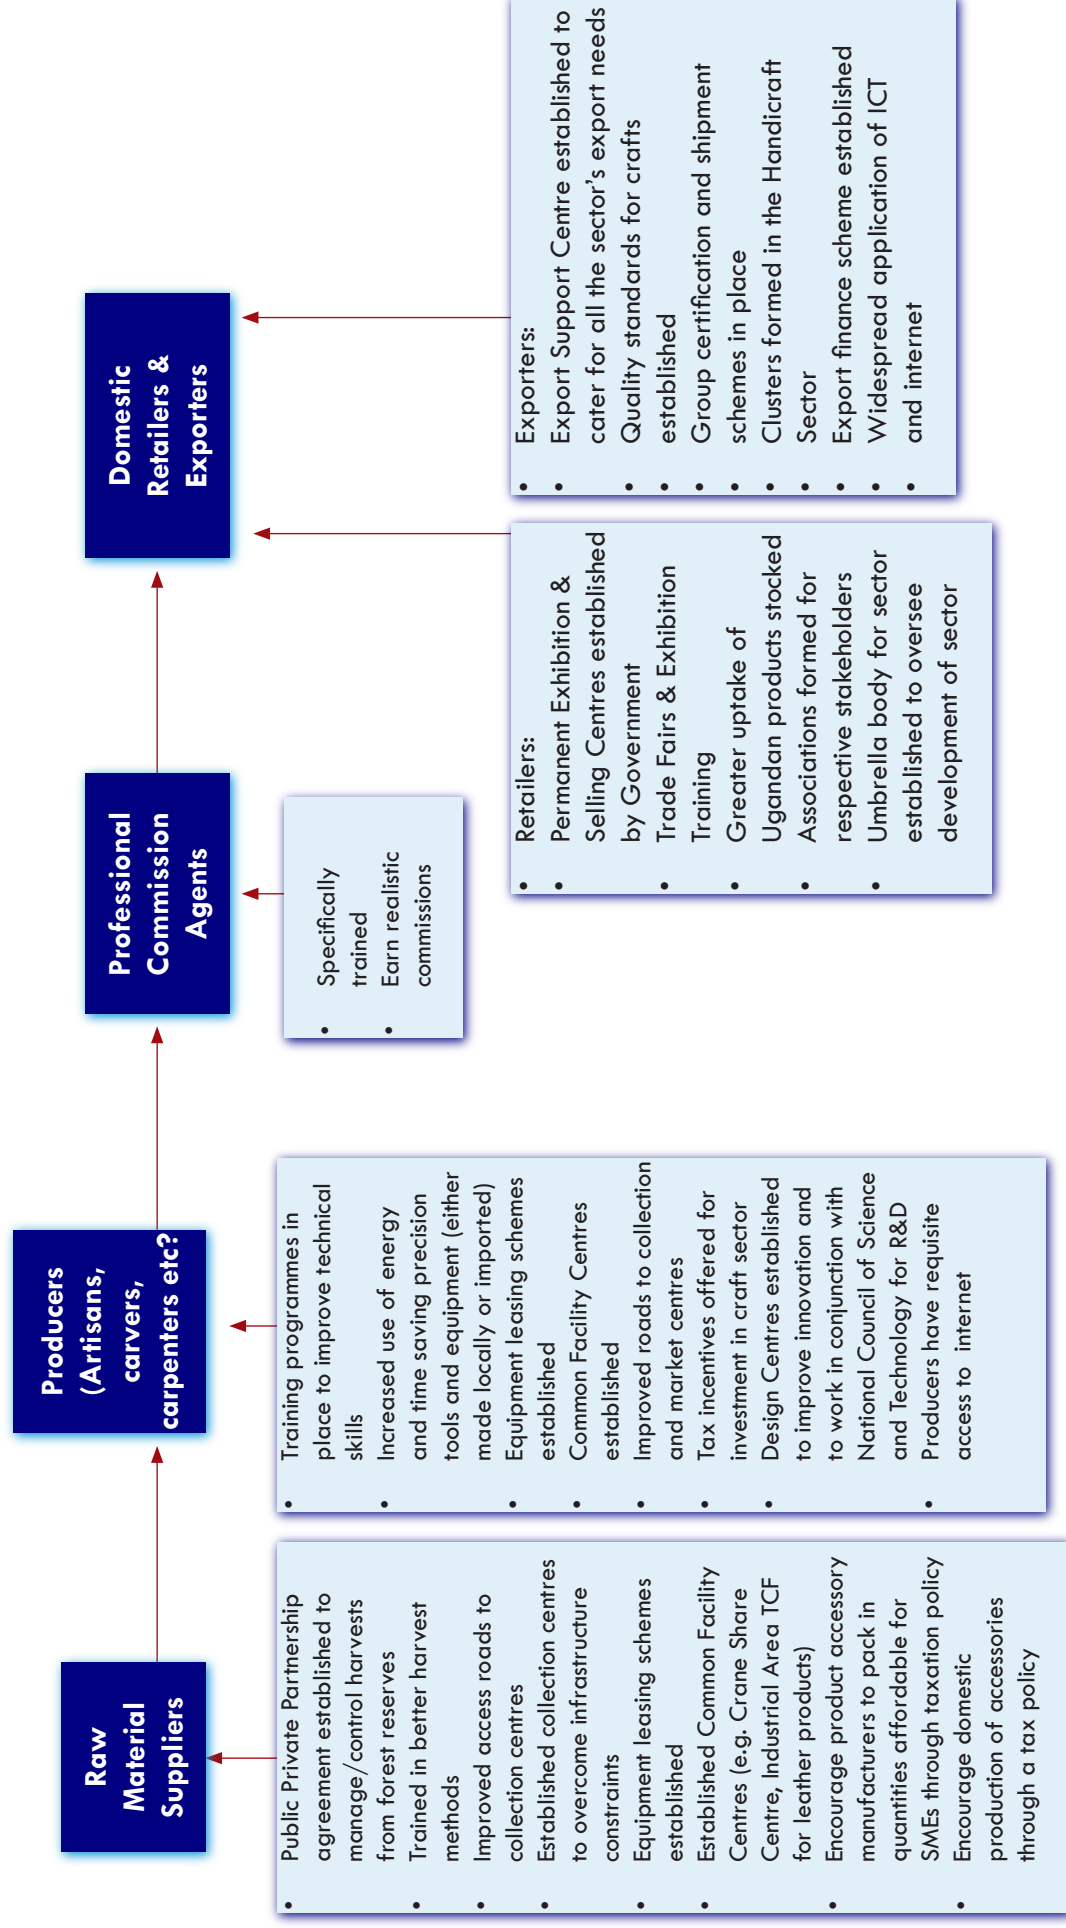 Raw
Material
Suppliers
Producers
(Artisans,
carvers,
carpenters etc?
Professional
Commission
Agents
Domestic
Retailers &
Exporters
• Public Private Partnership
agreement established to
manage/control harvests
from forest reserves
• Trained in better harvest
methods
• Improved access roads to
collection centres
• Established collection centres
to overcome infrastructure
constraints
• Equipment leasing schemes
established
• Established Common Facility
Centres (e.g. Crane Share
Centre, Industrial Area TCF
for leather products)
• Encourage product accessory
manufacturers to pack in
quantities affordable for
SMEs through taxation policy
• Encourage domestic
production of accessories
through a tax policy
• Training programmes in
place to improve technical
skills
• Increased use of energy
and time saving precision
tools and equipment (either
made locally or imported)
• Equipment leasing schemes
established
• Common Facility Centres
established
• Improved roads to collection
and market centres
• Tax incentives offered for
investment in craft sector
• Design Centres established
to improve innovation and
to work in conjunction with
National Council of Science
and Technology for R&D
• Producers have requisite
access to internet
• Specifically
trained
• Earn realistic
commissions
• Retailers:
• Permanent Exhibition &
Selling Centres established
by Government
• Trade Fairs & Exhibition
Training
• Greater uptake of
Ugandan products stocked
• Associations formed for
respective stakeholders
• Umbrella body for sector
established to oversee
development of sector
• Exporters:
• Export Support Centre established to
cater for all the sector's export needs
• Quality standards for crafts
• established
• Group certification and shipment
• schemes in place
• Clusters formed in the Handicraft
• Sector
• Export finance scheme established
• Widespread application of ICT
• and internet